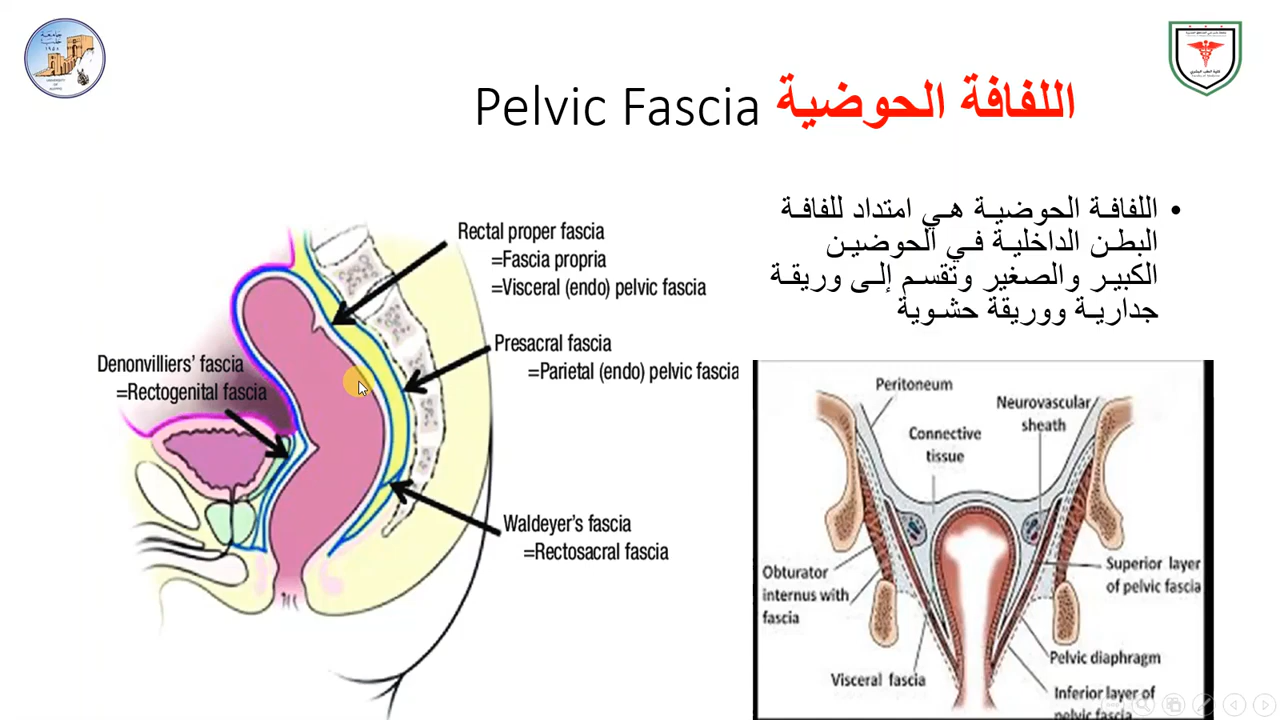 Pelvic Fascia اللفافة الحوضية
• اللفافة الحوضية هي امتداد للفافة
البطن الداخلية في الحوضين
الكبير والصغير وتقسم إلى وريقة
جدارية ووريقة حشوية
Rectal proper fascia
=Fascia propria
=Visceral (endo) pelvic fascia
Presacral fascia
=Parietal (endo) pelvic fascia
Denonvilliers' fascia
=Rectogenital fascia
Waldeyer's fascia
=Rectosacral fascia
Peritoneum
Neurovascular
sheath
Connective
tissue
Obturator
internus with
fascia
Superior layer
of pelvic fascia
Pelvic diaphragm
Visceral fascia
Inferior layer of
pelvic fascia